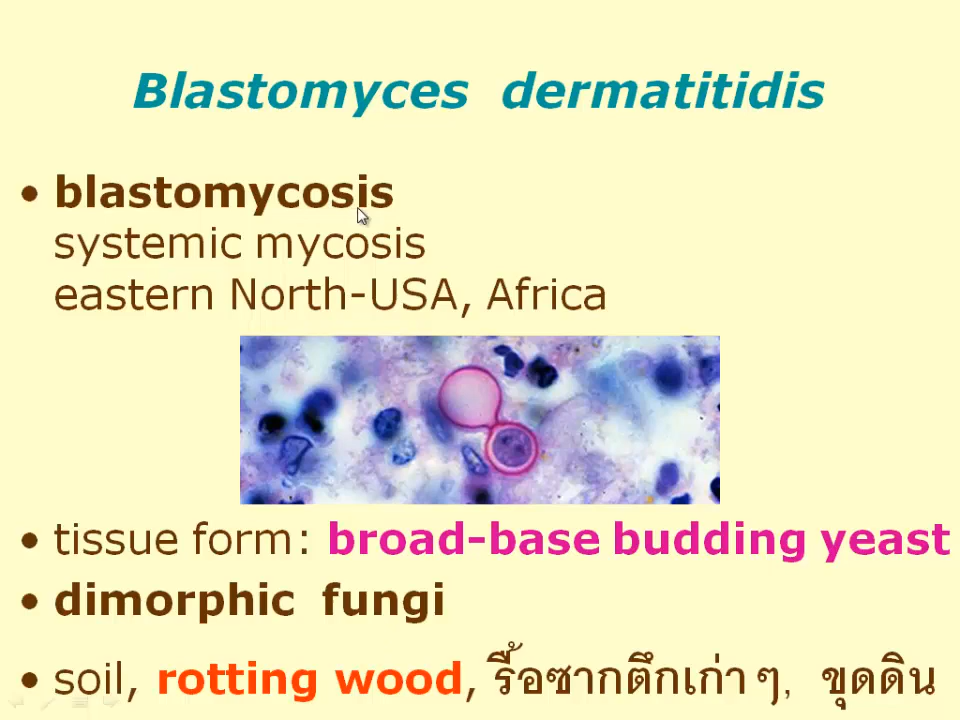 Blastomyces dermatitidis
• blastomycosis
systemic mycosis
eastern North-USA, Africa
• tissue form: broad-base budding yeast
• dimorphic fungi
• soil, rotting wood, รื้อซากตึกเก่าๆ, ขุดดิน